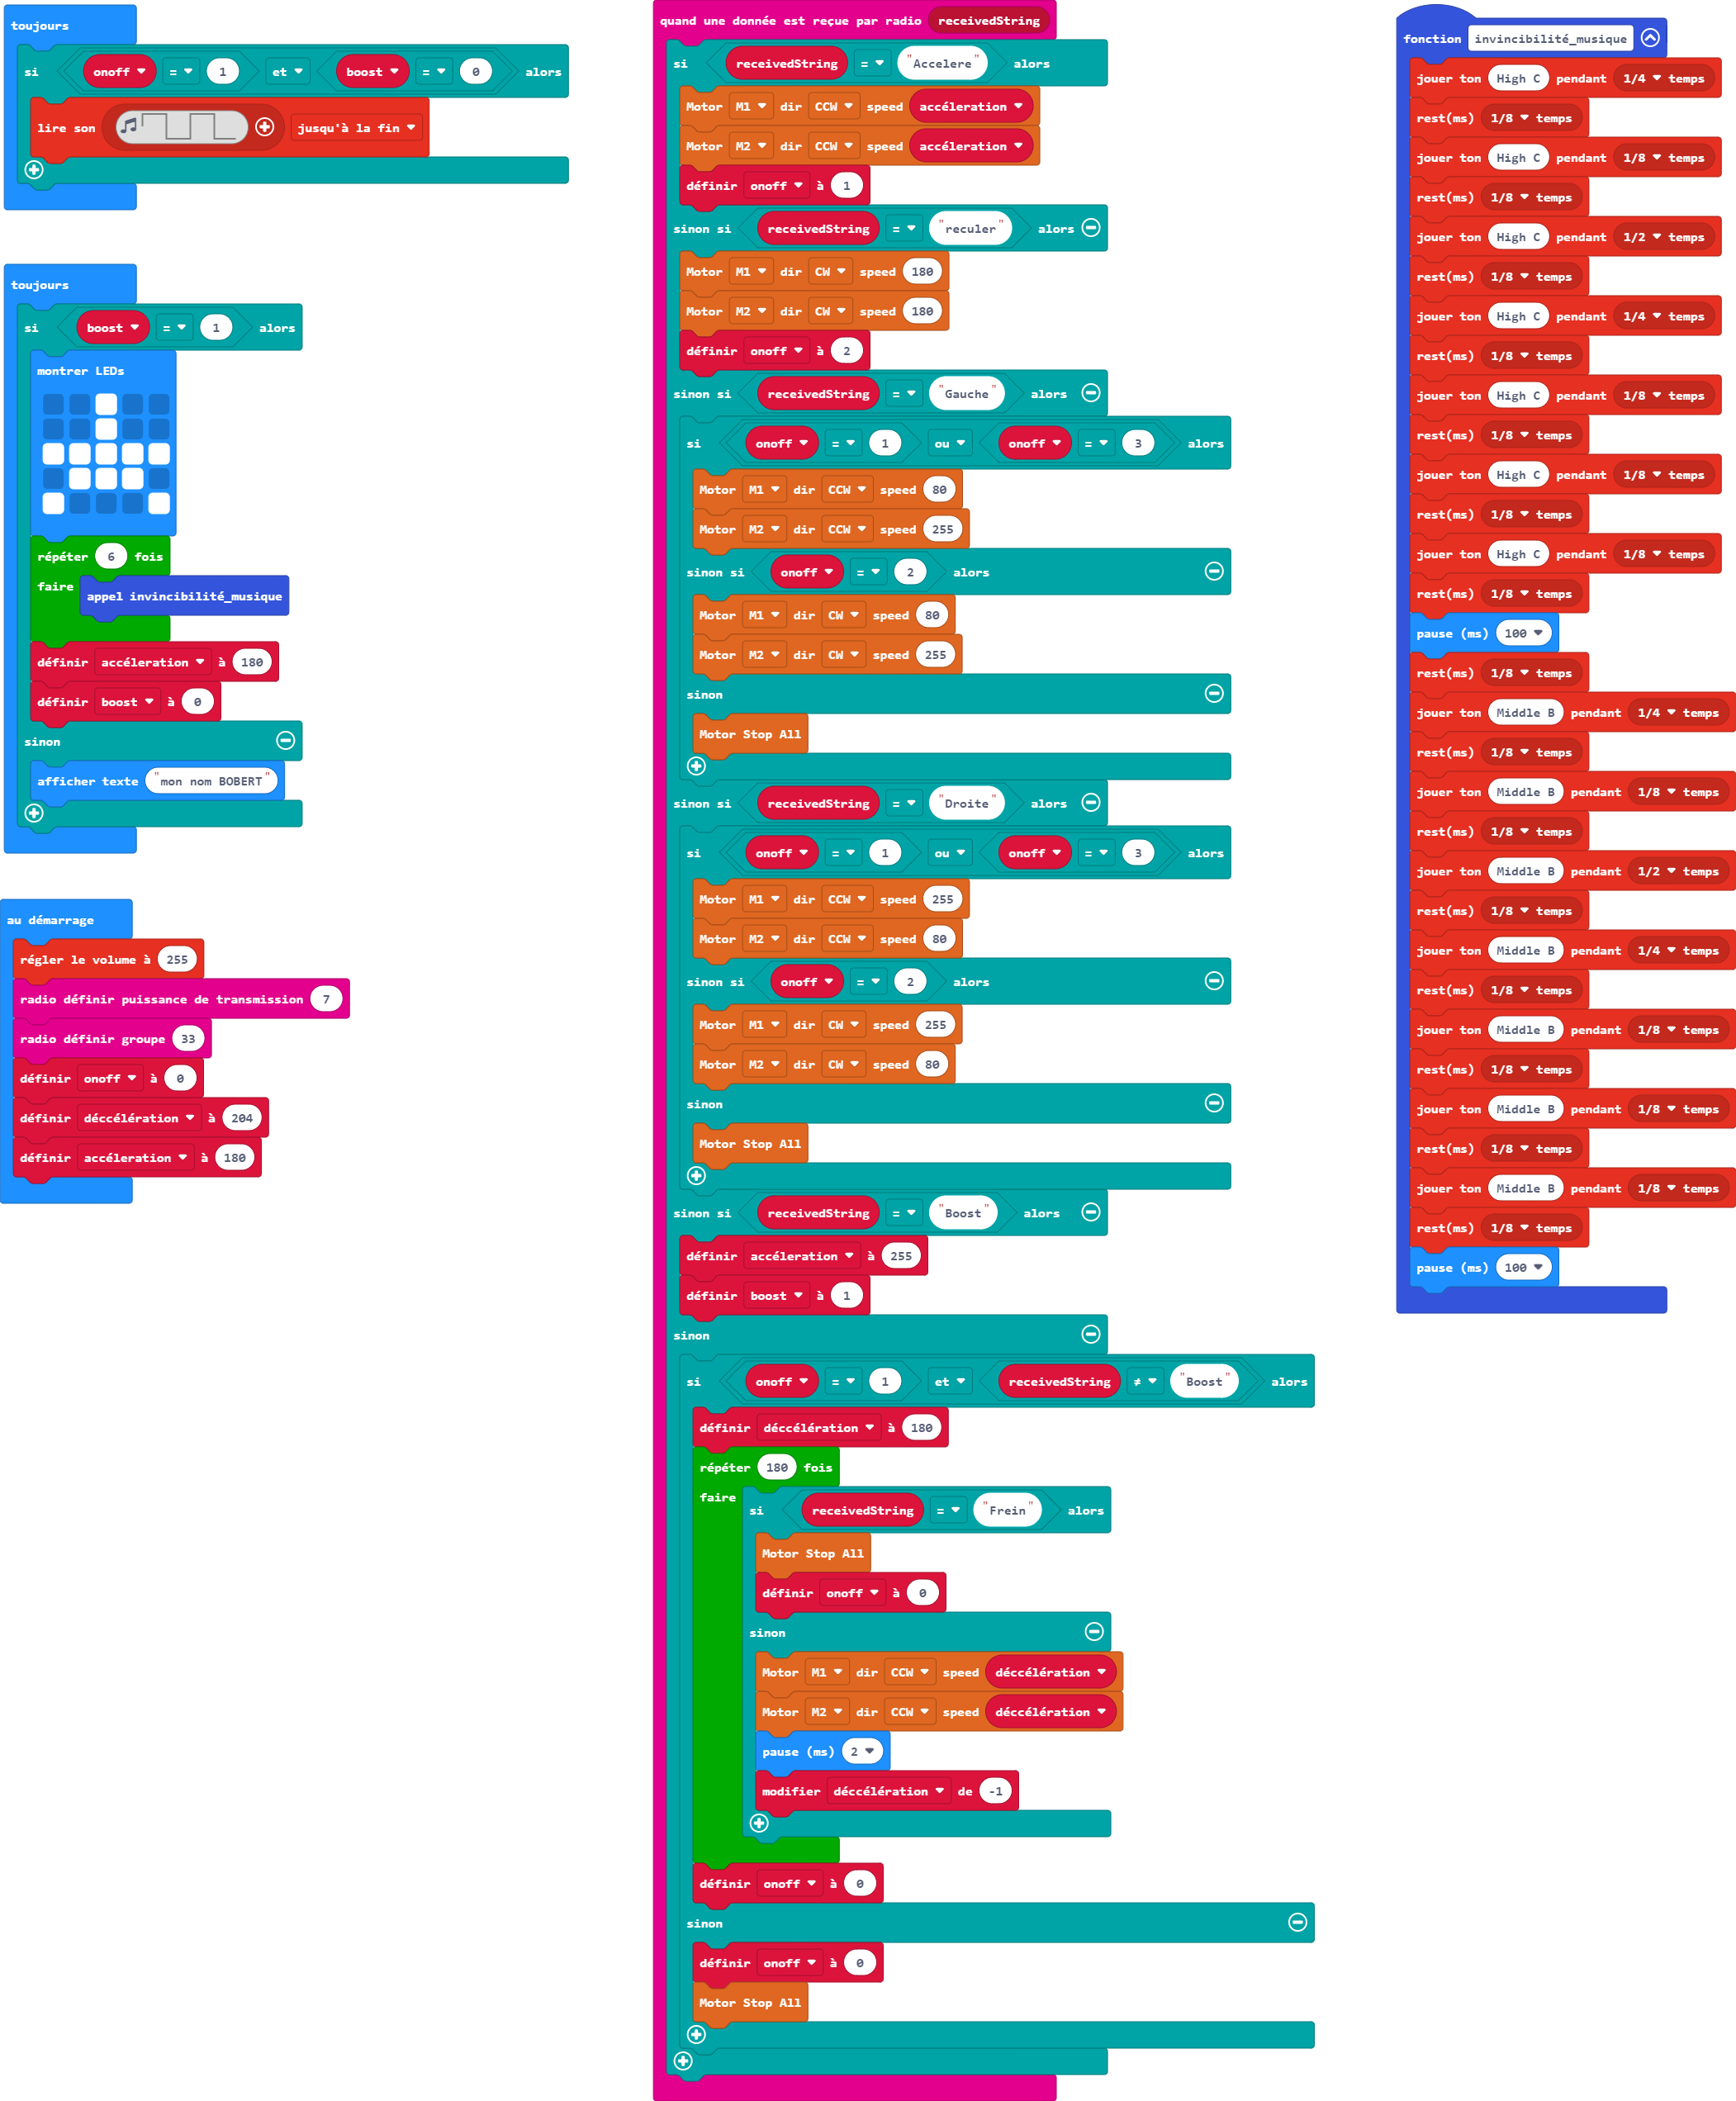 toujours
si onoff = 1 et boost = 0 alors
lire son jusqu'à la fin
toujours
si boost = 1 alors
montrer LEDs
répéter 6 fois
faire appel invincibilité_musique
définir accéleration à 180
définir boost à 0
sinon
afficher texte "mon nom BOBERT"
au démarrage
régler le volume à 255
radio définir puissance de transmission 7
radio définir groupe 33
définir onoff à 0
définir déccélération à 204
définir accéleration à 180
quand une donnée est reçue par radio receivedString
si receivedString = "Accelere" alors
Motor M1 dir CCW speed accéleration
Motor M2 dir CCW speed accéleration
définir onoff à 1
sinon si receivedString = "reculer" alors
Motor M1 dir CW speed 180
Motor M2 dir CW speed 180
définir onoff à 2
sinon si receivedString = "Gauche" alors
si onoff = 1 ou onoff = 3 alors
Motor M1 dir CCW speed 80
Motor M2 dir CCW speed 255
sinon si onoff = 2 alors
Motor M1 dir CW speed 80
Motor M2 dir CW speed 255
sinon
Motor Stop All
sinon si receivedString = "Droite" alors
si onoff = 1 ou onoff = 3 alors
Motor M1 dir CCW speed 255
Motor M2 dir CCW speed 80
sinon si onoff = 2 alors
Motor M1 dir CW speed 255
Motor M2 dir CW speed 80
sinon
Motor Stop All
sinon si receivedString = "Boost" alors
définir accéleration à 255
définir boost à 1
sinon
si onoff = 1 et receivedString ≠ "Boost" alors
définir déccélération à 180
répéter 180 fois
faire si receivedString = "Frein" alors
Motor Stop All
définir onoff à 0
sinon
Motor M1 dir CCW speed déccélération
Motor M2 dir CCW speed déccélération
pause (ms) 2
modifier déccélération de -1
définir onoff à 0
sinon
définir onoff à 0
Motor Stop All
fonction invincibilité_musique
jouer ton High C pendant 1/4 temps
rest(ms) 1/8 temps
jouer ton High C pendant 1/8 temps
rest(ms) 1/8 temps
jouer ton High C pendant 1/2 temps
rest(ms) 1/8 temps
jouer ton High C pendant 1/4 temps
rest(ms) 1/8 temps
jouer ton High C pendant 1/8 temps
rest(ms) 1/8 temps
jouer ton High C pendant 1/8 temps
rest(ms) 1/8 temps
jouer ton High C pendant 1/8 temps
rest(ms) 1/8 temps
pause (ms) 100
rest(ms) 1/8 temps
jouer ton Middle B pendant 1/4 temps
rest(ms) 1/8 temps
jouer ton Middle B pendant 1/8 temps
rest(ms) 1/8 temps
jouer ton Middle B pendant 1/2 temps
rest(ms) 1/8 temps
jouer ton Middle B pendant 1/4 temps
rest(ms) 1/8 temps
jouer ton Middle B pendant 1/8 temps
rest(ms) 1/8 temps
jouer ton Middle B pendant 1/8 temps
rest(ms) 1/8 temps
jouer ton Middle B pendant 1/8 temps
rest(ms) 1/8 temps
pause (ms) 100